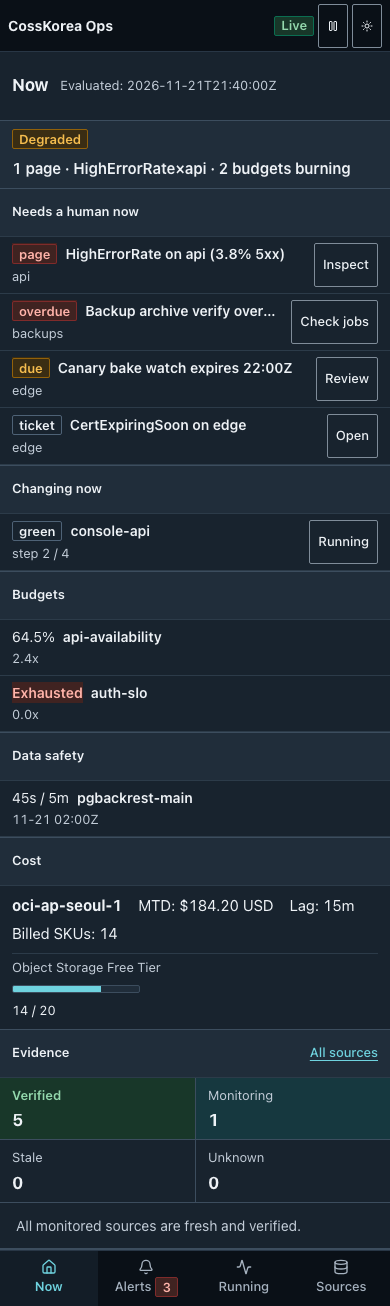 CossKorea Ops
Live
Now Evaluated: 2026-11-21T21:40:00Z
Degraded
1 page · HighErrorRate×api · 2 budgets burning
Needs a human now
page HighErrorRate on api (3.8% 5xx)
api
Inspect
overdue Backup archive verify over...
backups
Check jobs
due Canary bake watch expires 22:00Z
edge
Review
ticket CertExpiringSoon on edge
edge
Open
Changing now
green console-api
step 2 / 4
Running
Budgets
64.5% api-availability
2.4x
Exhausted auth-slo
0.0x
Data safety
45s / 5m pgbackrest-main
11-21 02:00Z
Cost
oci-ap-seoul-1 MTD: $184.20 USD Lag: 15m
Billed SKUs: 14
Object Storage Free Tier
14 / 20
Evidence All sources
Verified
5
Monitoring
1
Stale
0
Unknown
0
All monitored sources are fresh and verified.
Now
Alerts 3
Running
Sources